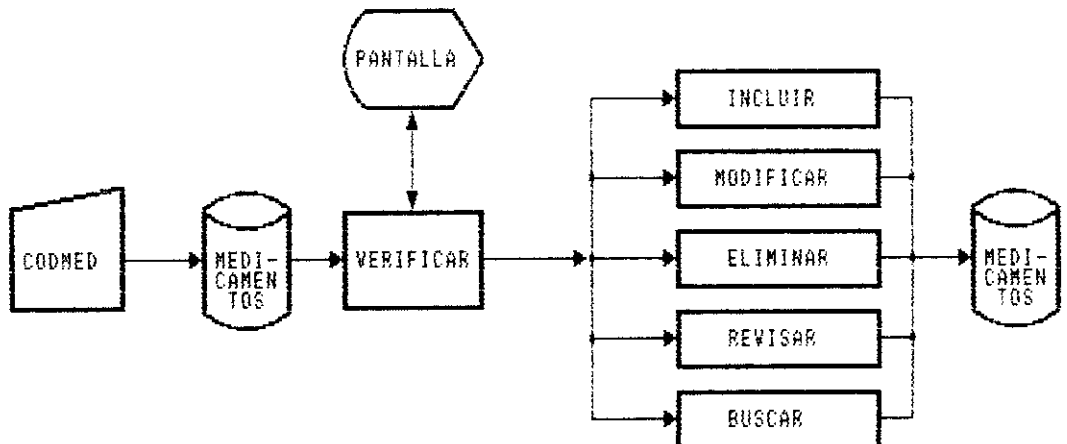 PANTALLA
INCLUIR
MODIFICAR
CODMED
MEDI-
CAMEN
TOS
VERIFICAR
ELIMINAR
MEDI-
CAMEN
TOS
REVISAR
BUSCAR